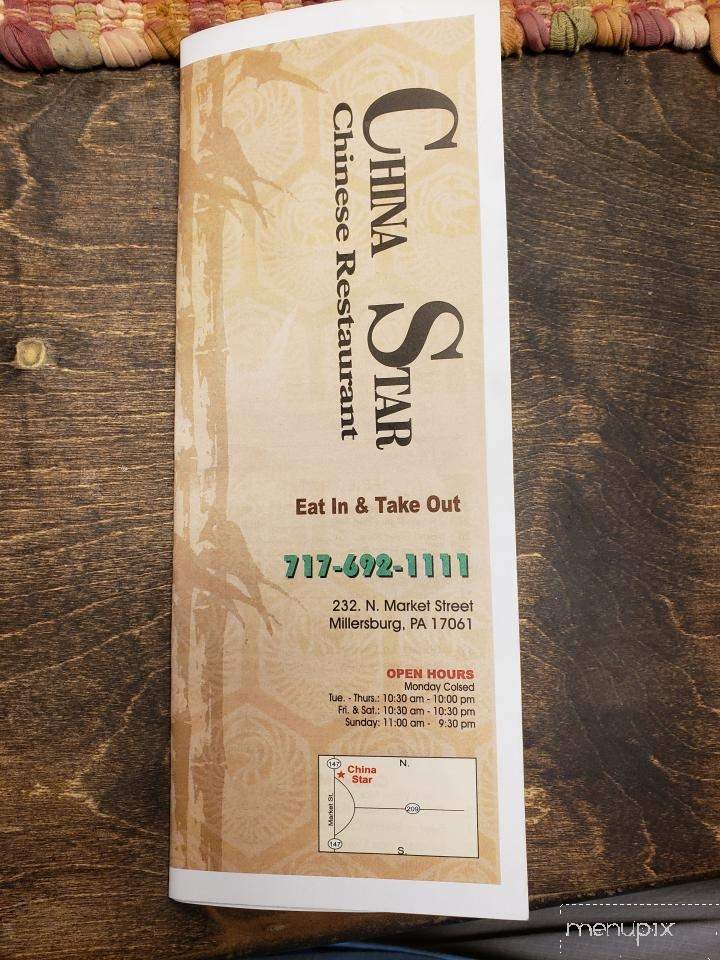 CHINA STAR
Chinese Restaurant
Eat In & Take Out
717-692-1111
232. N. Market Street
Millersburg, PA 17061
OPEN HOURS
Monday Colsed
Tue. - Thurs.: 10:30 am - 10:00 pm
Fri. & Sat.: 10:30 am - 10:30 pm
Sunday: 11:00 am - 9:30 pm
147
N.
China
Star
Market St.
209
147
S.
menupix